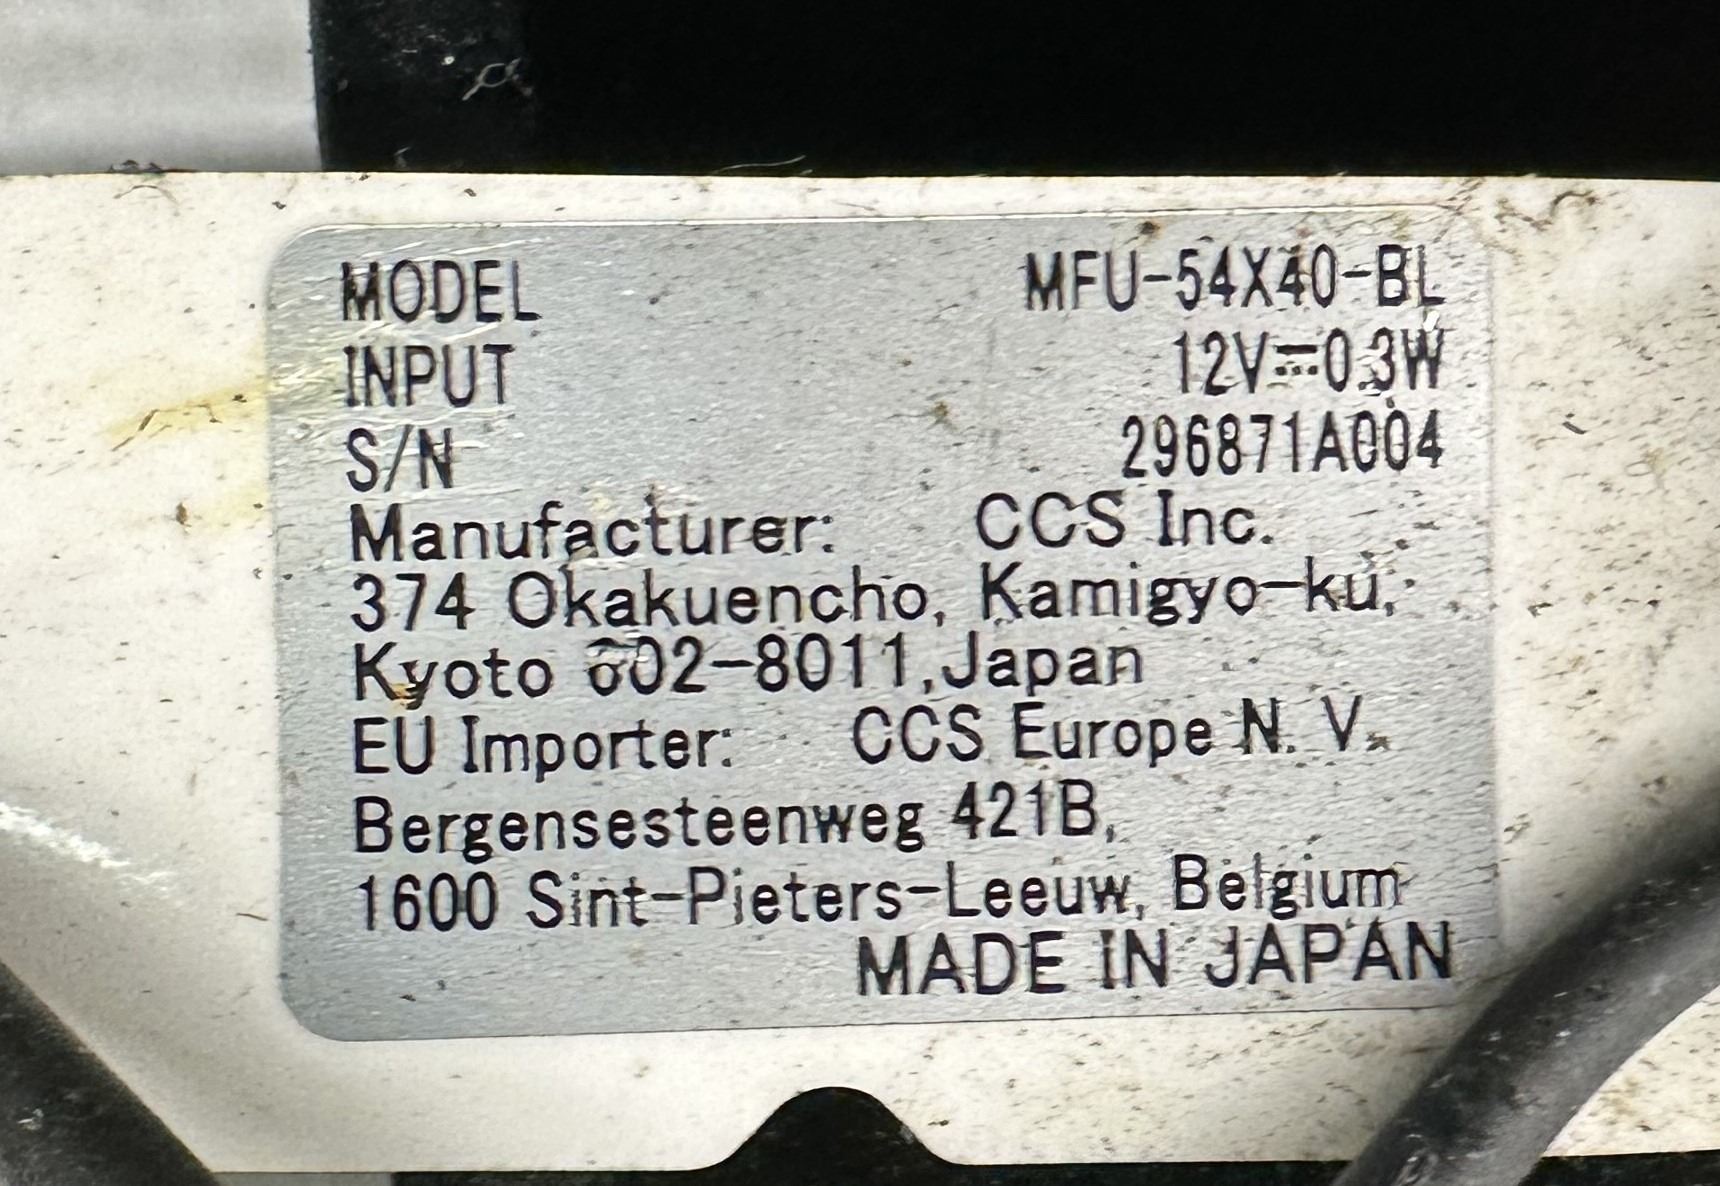 MODEL MFU-54X40-BL
INPUT 12V⎓0.3W
S/N 296871A004
Manufacturer: CCS Inc.
374 Okakuencho, Kamigyo-ku,
Kyoto 602-8011,Japan
EU Importer: CCS Europe N. V.
Bergensesteenweg 421B,
1600 Sint-Pieters-Leeuw, Belgium
MADE IN JAPAN